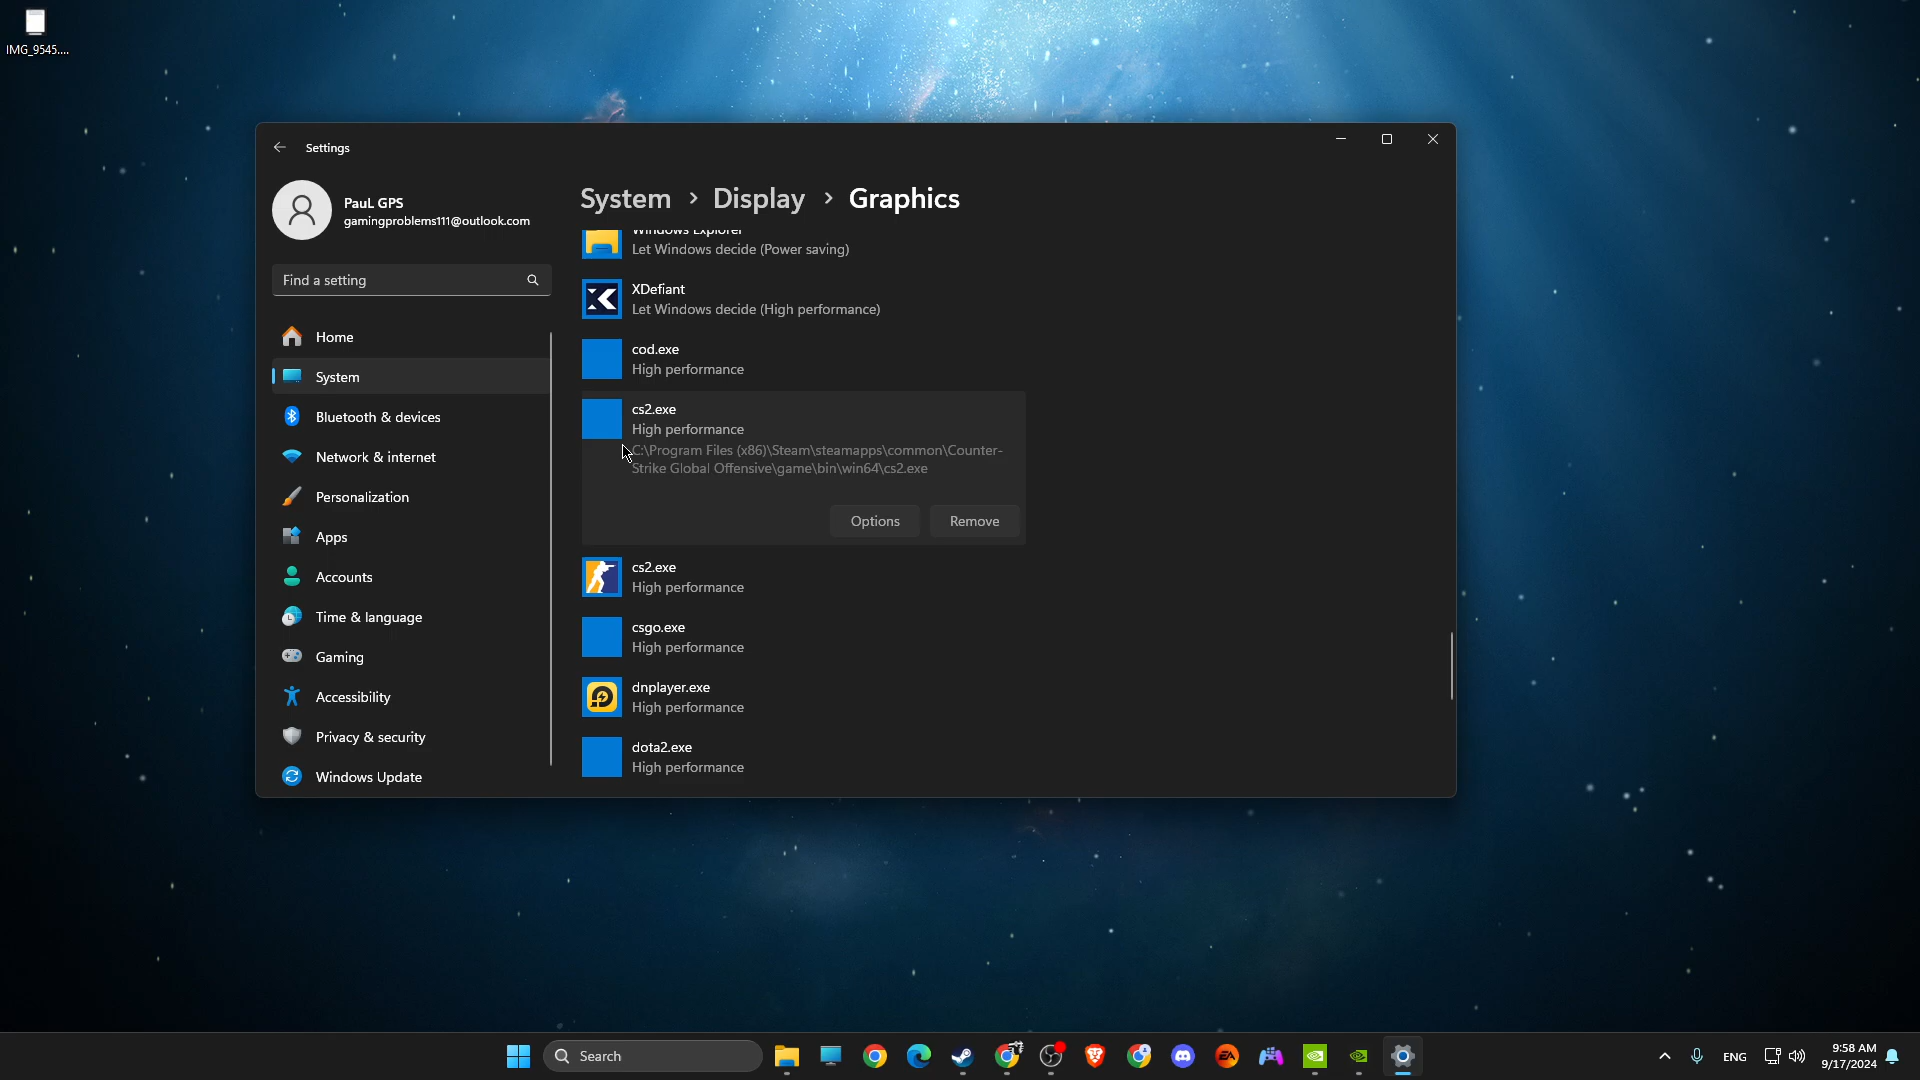 IMG_9545....
Settings
PauL GPS
gamingproblems111@outlook.com
Find a setting
Home
System
Bluetooth & devices
Network & internet
Personalization
Apps
Accounts
Time & language
Gaming
Accessibility
Privacy & security
Windows Update
System > Display > Graphics
Windows Explorer
Let Windows decide (Power saving)
XDefiant
Let Windows decide (High performance)
cod.exe
High performance
cs2.exe
High performance
C:\Program Files (x86)\Steam\steamapps\common\Counter-
Strike Global Offensive\game\bin\win64\cs2.exe
Options Remove
cs2.exe
High performance
csgo.exe
High performance
dnplayer.exe
High performance
dota2.exe
High performance
Search
ENG
9:58 AM
9/17/2024